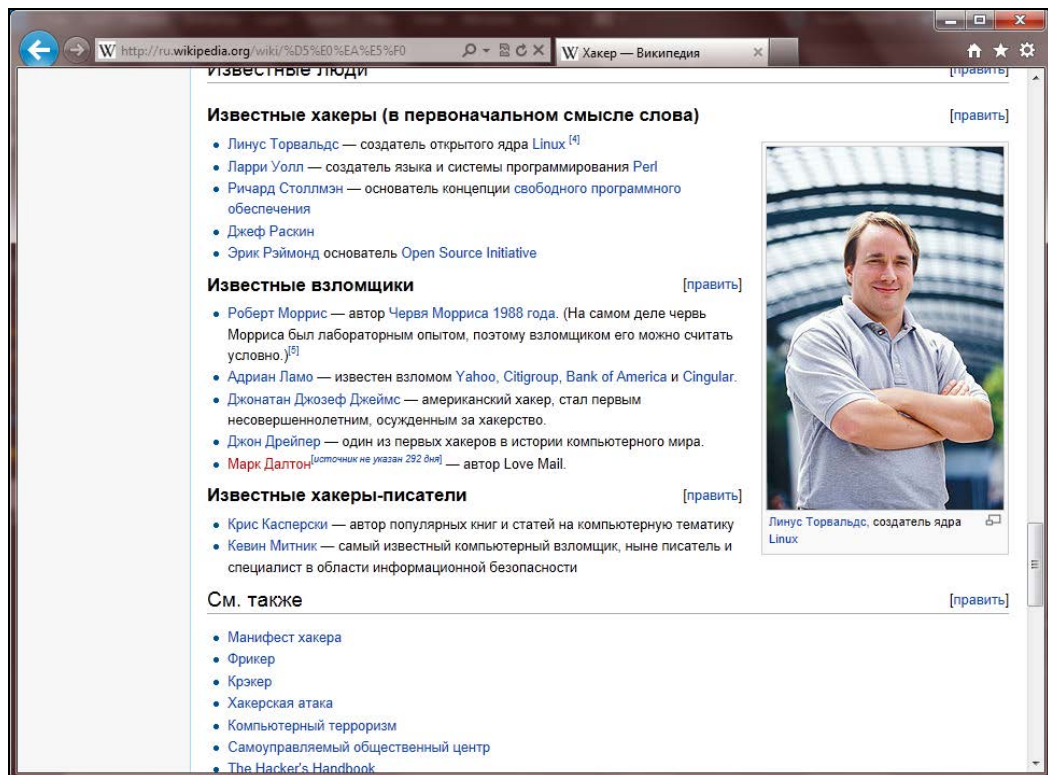 http://ru.wikipedia.org/wiki/%D5%E0%EA%E5%F0
W Хакер — Википедия
Известные люди [править]
Известные хакеры (в первоначальном смысле слова) [править]
Линус Торвальдс — создатель открытого ядра Linux [4]
Ларри Уолл — создатель языка и системы программирования Perl
Ричард Столлмэн — основатель концепции свободного программного
обеспечения
Джеф Раскин
Эрик Рэймонд основатель Open Source Initiative
Известные взломщики [править]
Роберт Моррис — автор Червя Морриса 1988 года. (На самом деле червь
Морриса был лабораторным опытом, поэтому взломщиком его можно считать
условно.)[5]
Адриан Ламо — известен взломом Yahoo, Citigroup, Bank of America и Cingular.
Джонатан Джозеф Джеймс — американский хакер, стал первым
несовершеннолетним, осужденным за хакерство.
Джон Дрейпер — один из первых хакеров в истории компьютерного мира.
Марк Далтон[источник не указан 292 дня] — автор Love Mail.
Известные хакеры-писатели [править]
Крис Касперски — автор популярных книг и статей на компьютерную тематику
Кевин Митник — самый известный компьютерный взломщик, ныне писатель и
специалист в области информационной безопасности
Линус Торвальдс, создатель ядра
Linux
См. также [править]
Манифест хакера
Фрикер
Крэкер
Хакерская атака
Компьютерный терроризм
Самоуправляемый общественный центр
The Hacker's Handbook